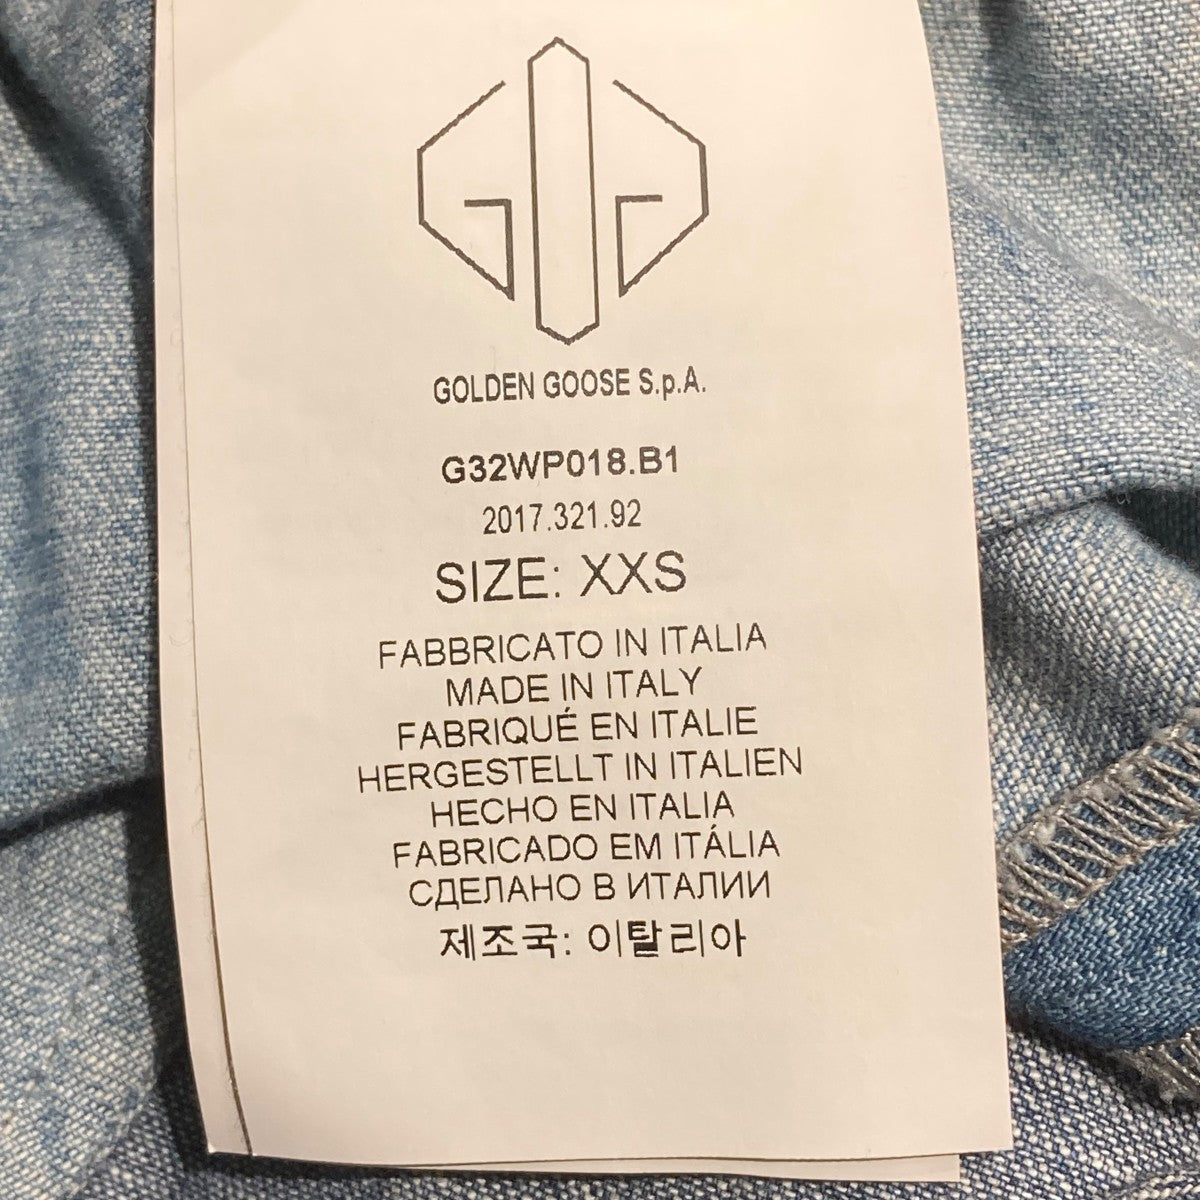 GOLDEN GOOSE S.p.A.
G32WP018.B1
2017.321.92
SIZE: XXS
FABBRICATO IN ITALIA
MADE IN ITALY
FABRIQUÉ EN ITALIE
HERGESTELLT IN ITALIEN
HECHO EN ITALIA
FABRICADO EM ITÁLIA
СДЕЛАНО В ИТАЛИИ
제조국: 이탈리아